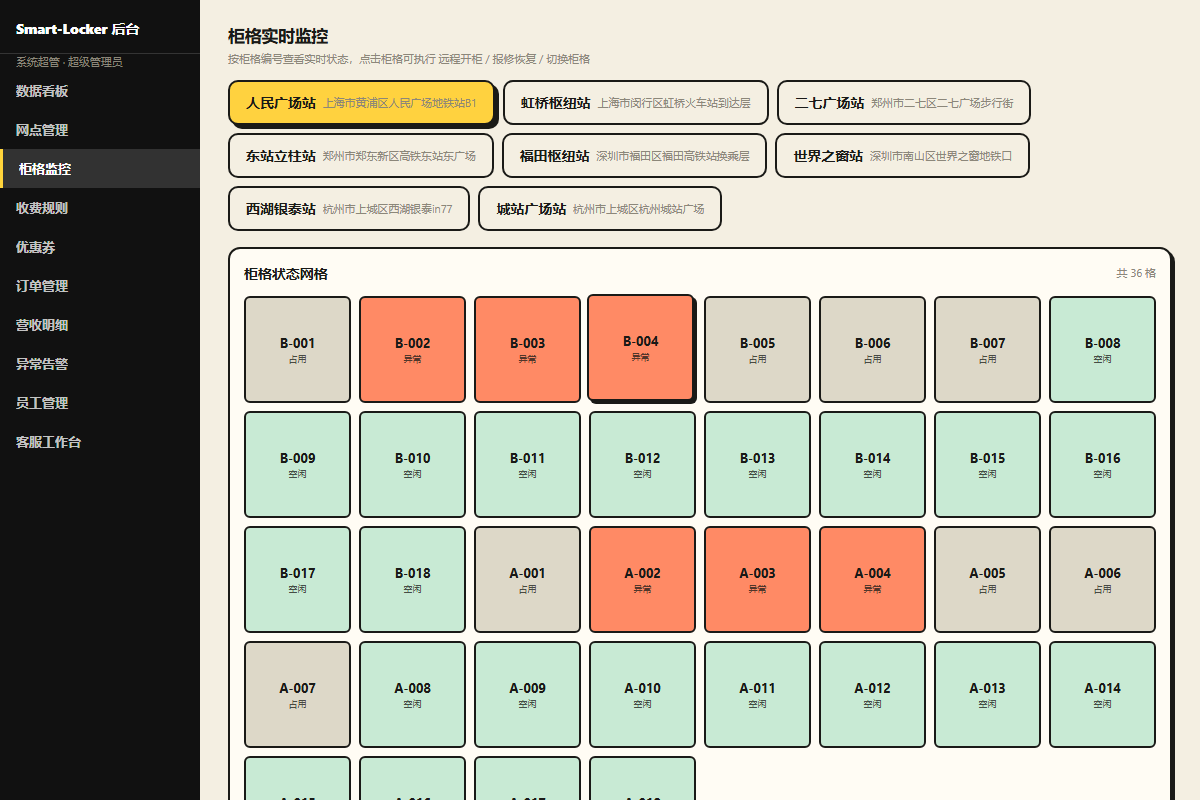 Smart-Locker 后台
系统超管 · 超级管理员
数据看板
网点管理
柜格监控
收费规则
优惠券
订单管理
营收明细
异常告警
员工管理
客服工作台
柜格实时监控
按柜格编号查看实时状态，点击柜格可执行 远程开柜 / 报修恢复 / 切换柜格
人民广场站 上海市黄浦区人民广场地铁站B1
虹桥枢纽站 上海市闵行区虹桥火车站到达层
二七广场站 郑州市二七区二七广场步行街
东站立柱站 郑州市郑东新区高铁东站东广场
福田枢纽站 深圳市福田区福田高铁站换乘层
世界之窗站 深圳市南山区世界之窗地铁口
西湖银泰站 杭州市上城区西湖银泰in77
城站广场站 杭州市上城区杭州城站广场
柜格状态网格
共 36 格
B-001
占用
B-002
异常
B-003
异常
B-004
异常
B-005
占用
B-006
占用
B-007
占用
B-008
空闲
B-009
空闲
B-010
空闲
B-011
空闲
B-012
空闲
B-013
空闲
B-014
空闲
B-015
空闲
B-016
空闲
B-017
空闲
B-018
空闲
A-001
占用
A-002
异常
A-003
异常
A-004
异常
A-005
占用
A-006
占用
A-007
占用
A-008
空闲
A-009
空闲
A-010
空闲
A-011
空闲
A-012
空闲
A-013
空闲
A-014
空闲